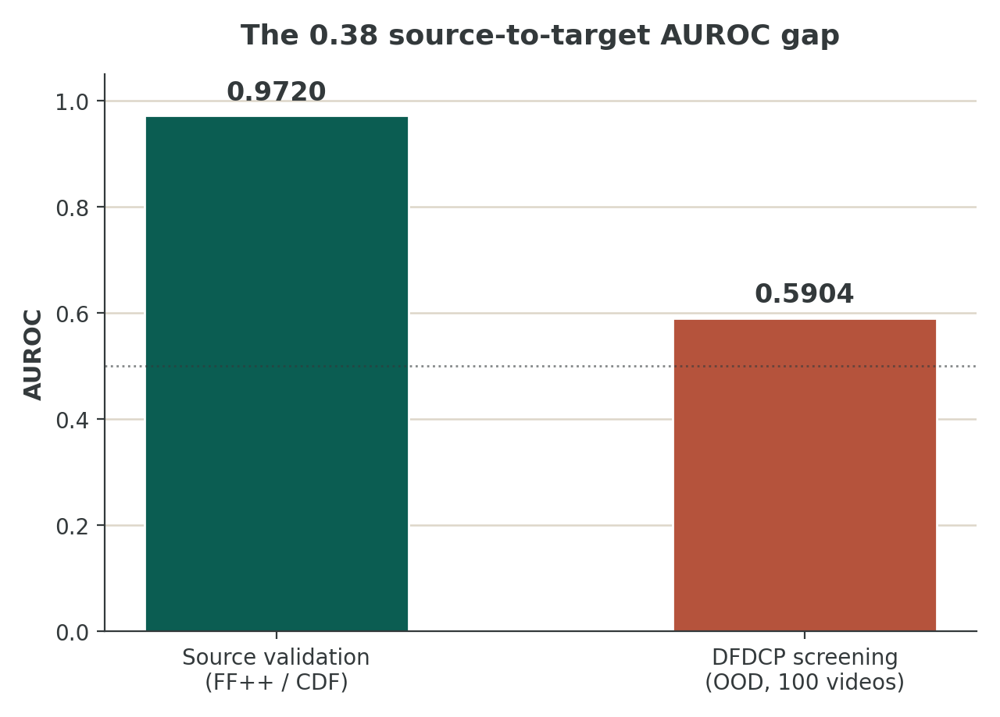 The 0.38 source-to-target AUROC gap
0.9720
0.5904
AUROC
1.0
0.8
0.6
0.4
0.2
0.0
Source validation
(FF++ / CDF)
DFDCP screening
(OOD, 100 videos)